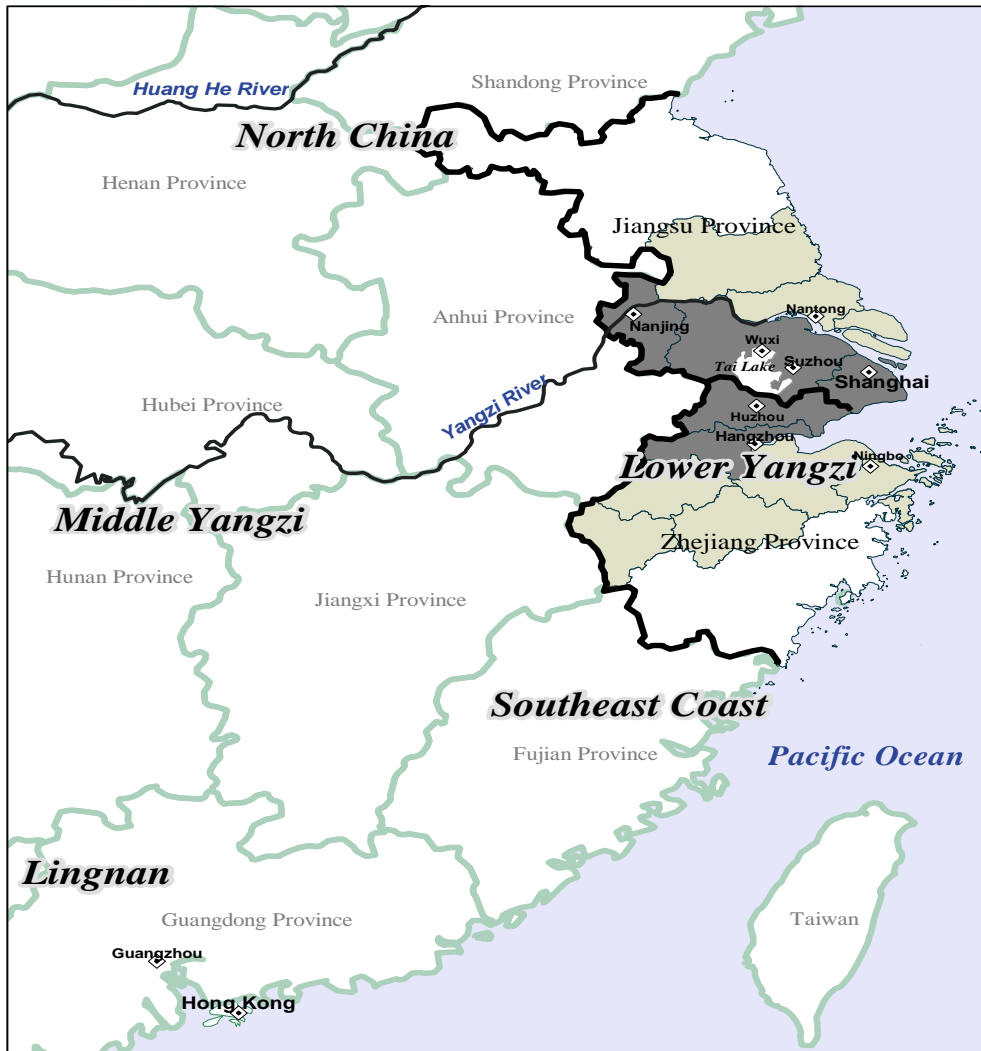 Shandong Province
Huang He River
North China
Henan Province
Jiangsu Province
Anhui Province
Nantong
Nanjing
Wuxi
Tai Lake
Suzhou
Shanghai
Hubei Province
Yangzi River
Huzhou
Hangzhou
Ningbo
Lower Yangzi
Middle Yangzi
Zhejiang Province
Hunan Province
Jiangxi Province
Southeast Coast
Fujian Province
Pacific Ocean
Lingnan
Guangdong Province
Taiwan
Guangzhou
Hong Kong